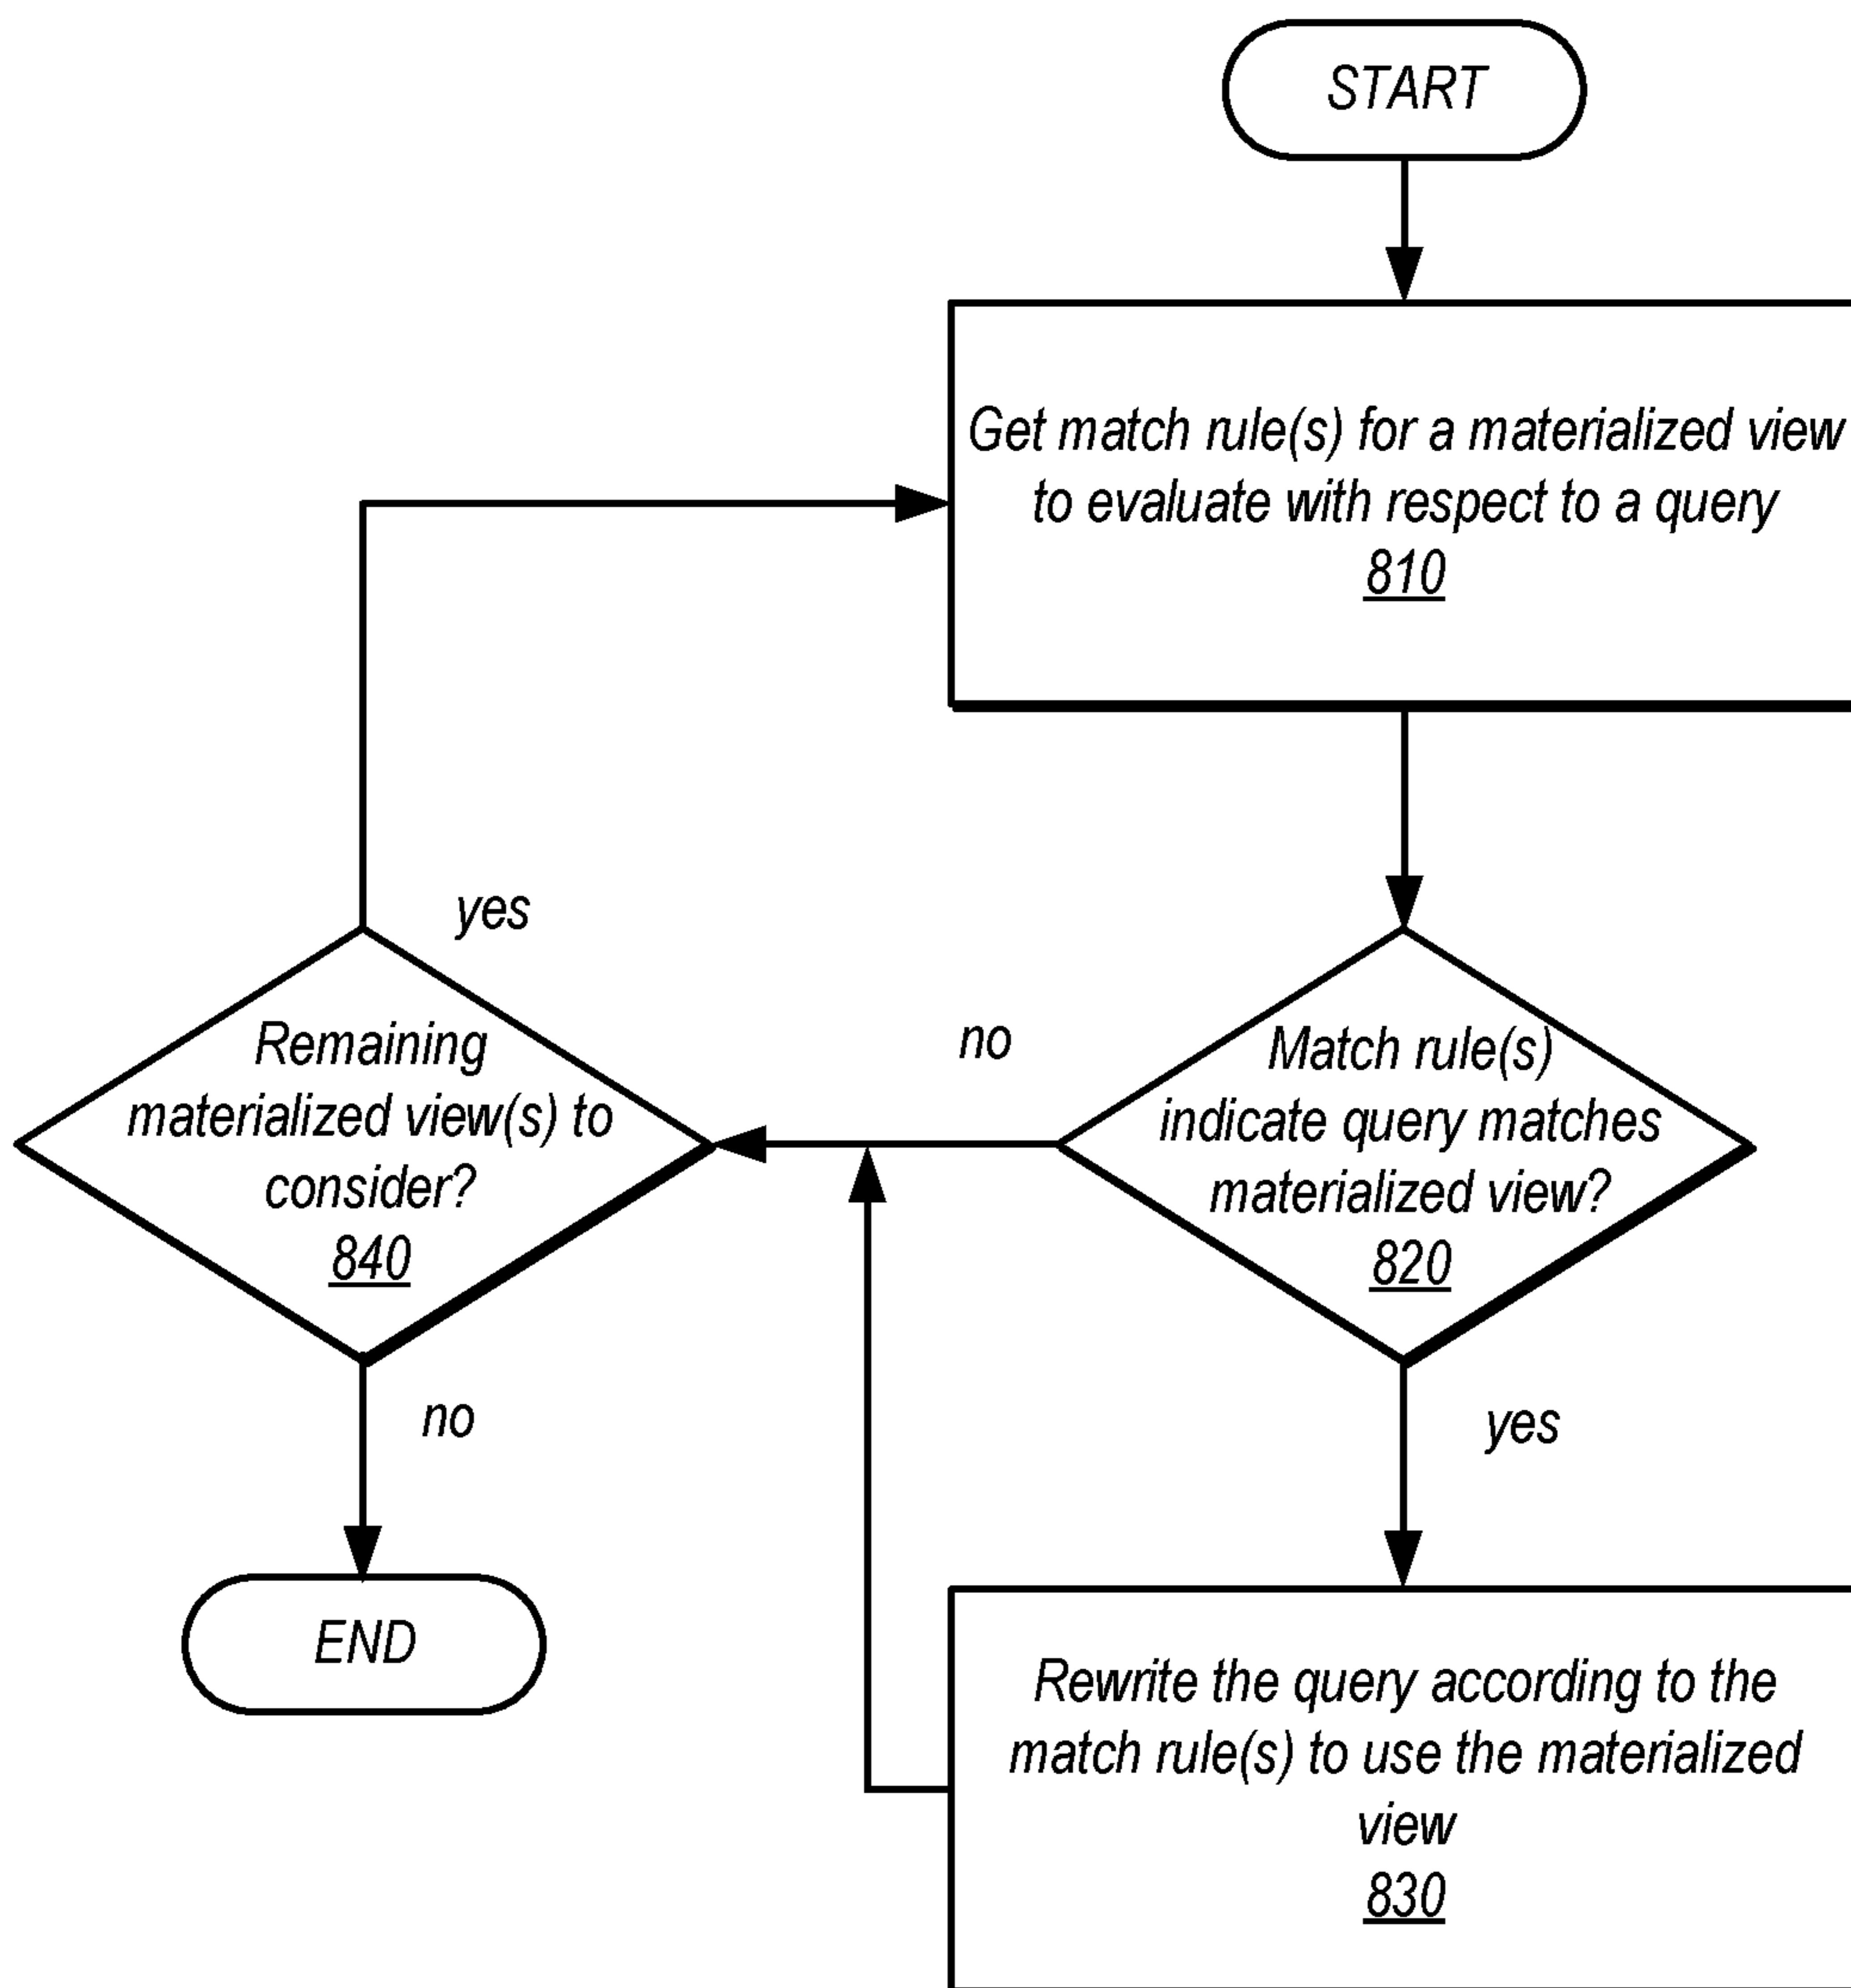 START
Get match rule(s) for a materialized view
to evaluate with respect to a query
810
yes
Remaining
materialized view(s) to
consider?
840
no
Match rule(s)
indicate query matches
materialized view?
820
no
yes
END
Rewrite the query according to the
match rule(s) to use the materialized
view
830